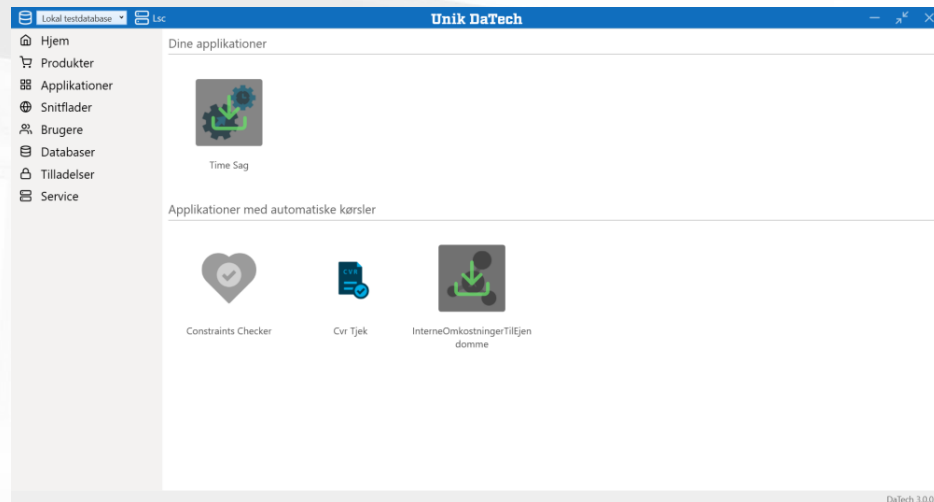 Lokal testdatabase
Lsc
Unik DaTech
Hjem
Produkter
Applikationer
Snitflader
Brugere
Databaser
Tilladelser
Service
Dine applikationer
Time Sag
Applikationer med automatiske kørsler
CVR
Constraints Checker
Cvr Tjek
InterneOmkostningerTilEjen
domme
DaTech 3.0.0